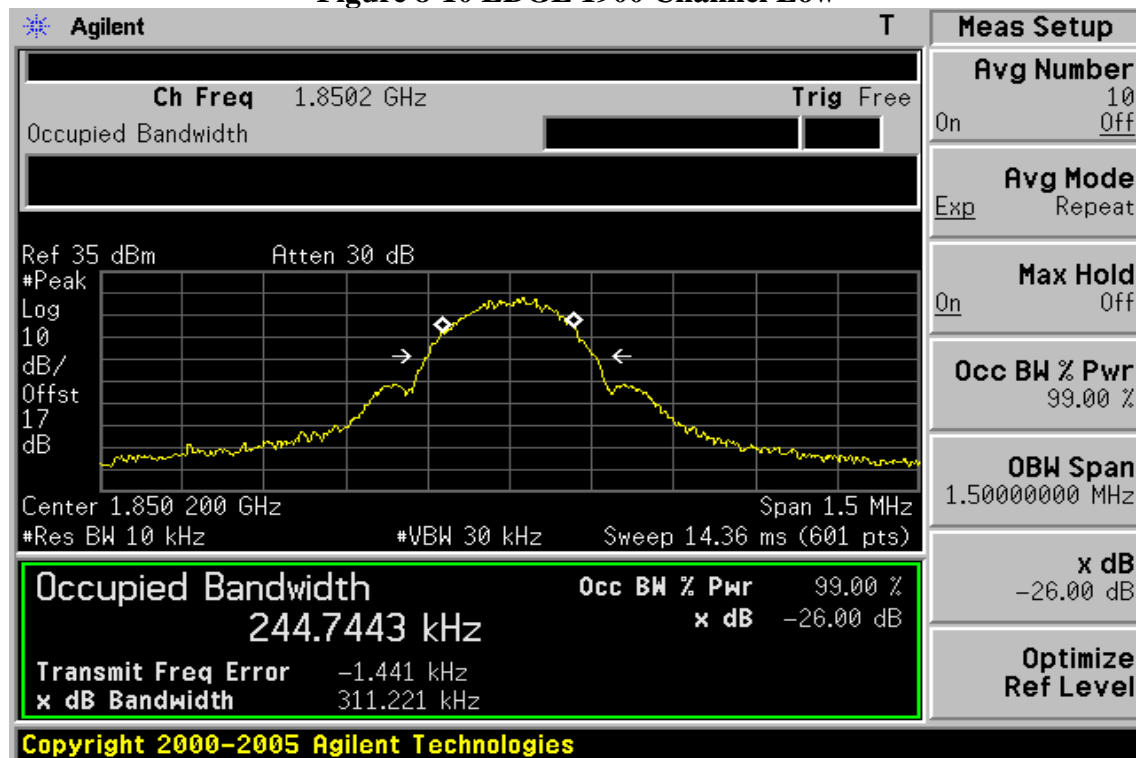 Agilent T
Meas Setup
Ch Freq 1.8502 GHz Trig Free
Occupied Bandwidth
Ref 35 dBm Atten 30 dB
#Peak
Log
10
dB/
Offst
17
dB
Center 1.850 200 GHz Span 1.5 MHz
#Res BW 10 kHz #VBW 30 kHz Sweep 14.36 ms (601 pts)
Occupied Bandwidth Occ BW % Pwr 99.00 %
244.7443 kHz x dB -26.00 dB
Transmit Freq Error -1.441 kHz
x dB Bandwidth 311.221 kHz
Avg Number
10
On Off
Avg Mode
Exp Repeat
Max Hold
On Off
Occ BW % Pwr
99.00 %
OBW Span
1.50000000 MHz
x dB
-26.00 dB
Optimize
Ref Level
Copyright 2000-2005 Agilent Technologies